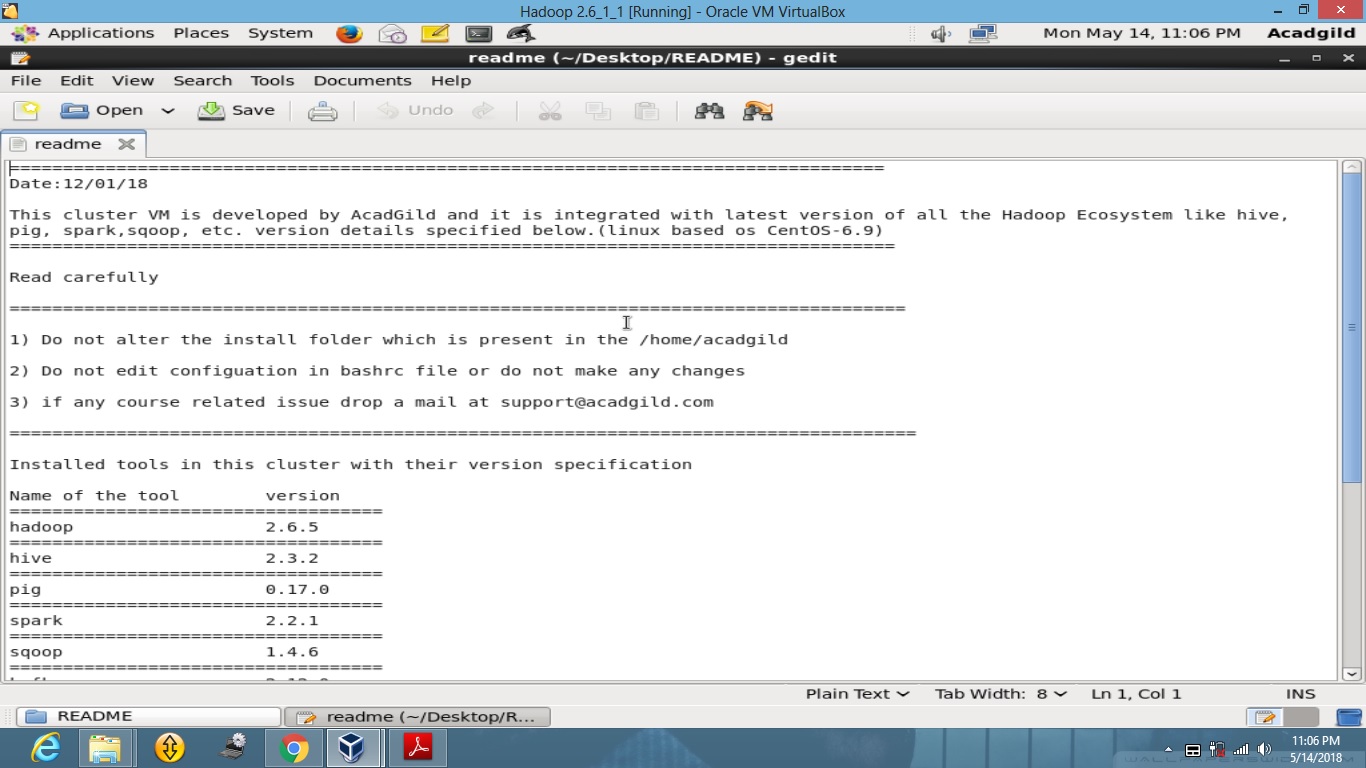 Hadoop 2.6_1_1 [Running] - Oracle VM VirtualBox
Applications Places System Mon May 14, 11:06 PM Acadgild
readme (~/Desktop/README) - gedit
File Edit View Search Tools Documents Help
Open Save Undo
readme
==================================================================================
Date:12/01/18
This cluster VM is developed by AcadGild and it is integrated with latest version of all the Hadoop Ecosystem like hive,
pig, spark,sqoop, etc. version details specified below.(linux based os CentOS-6.9)
===================================================================================
Read carefully
====================================================================================
1) Do not alter the install folder which is present in the /home/acadgild
2) Do not edit configuation in bashrc file or do not make any changes
3) if any course related issue drop a mail at support@acadgild.com
=====================================================================================
Installed tools in this cluster with their version specification
Name of the tool version
===================================
hadoop 2.6.5
===================================
hive 2.3.2
===================================
pig 0.17.0
===================================
spark 2.2.1
===================================
sqoop 1.4.6
===================================
Plain Text Tab Width: 8 Ln 1, Col 1 INS
README readme (~/Desktop/R...
11:06 PM
5/14/2018